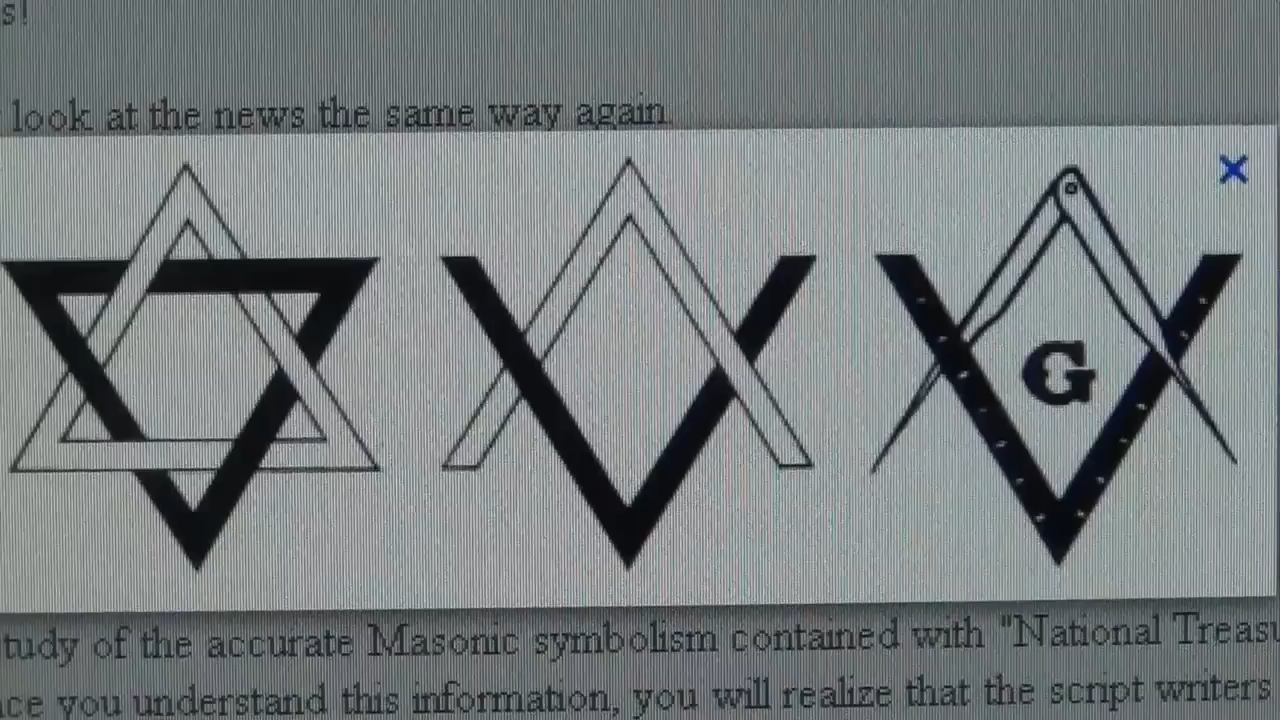 s!
look at the news the same way again
G
tudy of the accurate Masonic symbolism contained with "National Treasu
ce you understand this information, you will realize that the script writers